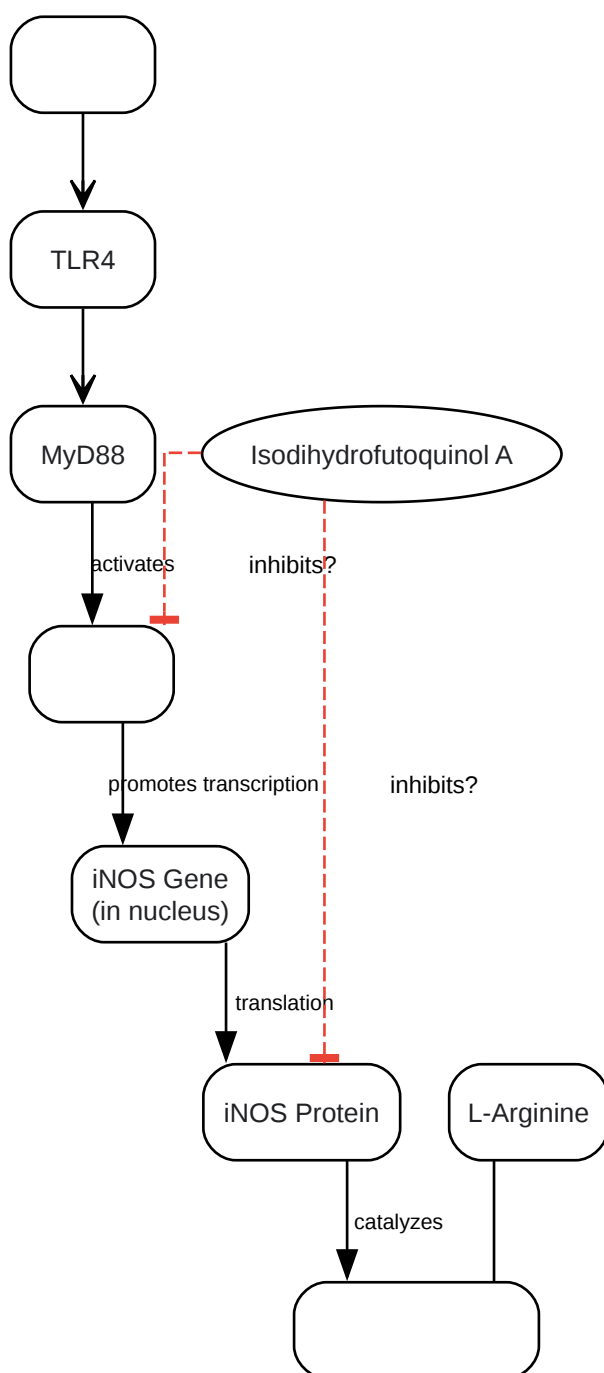 TLR4
MyD88
Isodihydrofutoquinol A
activates
inhibits?
promotes transcription
inhibits?
iNOS Gene
(in nucleus)
translation
iNOS Protein
L-Arginine
catalyzes